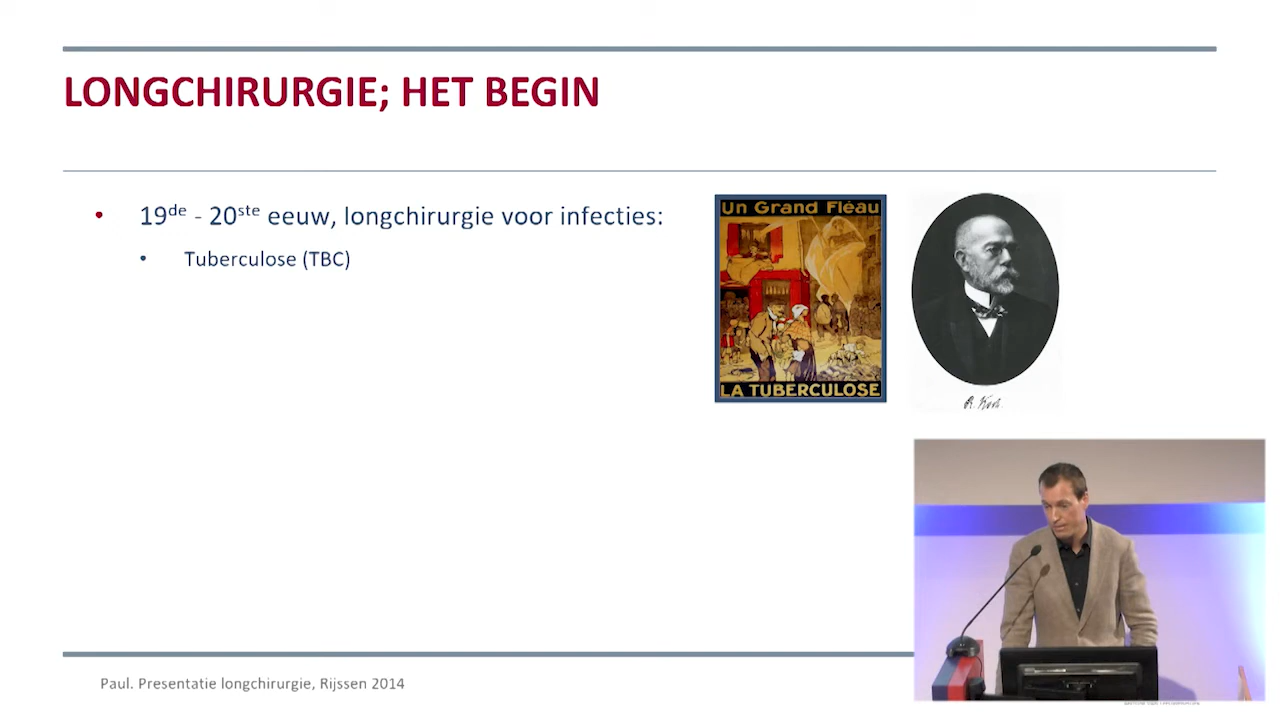 LONGCHIRURGIE; HET BEGIN
• 19de - 20ste eeuw, longchirurgie voor infecties:
• Tuberculose (TBC)
Un Grand Fléau
LA TUBERCULOSE
R. Koch.
Paul. Presentatie longchirurgie, Rijssen 2014